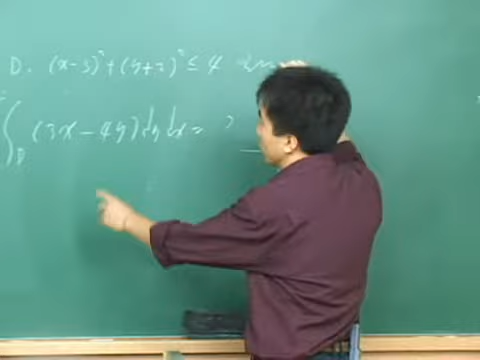 D. (x-3)²+(y+2)² ≤ 4
∫∫_D (3x-4y)dydx= ?